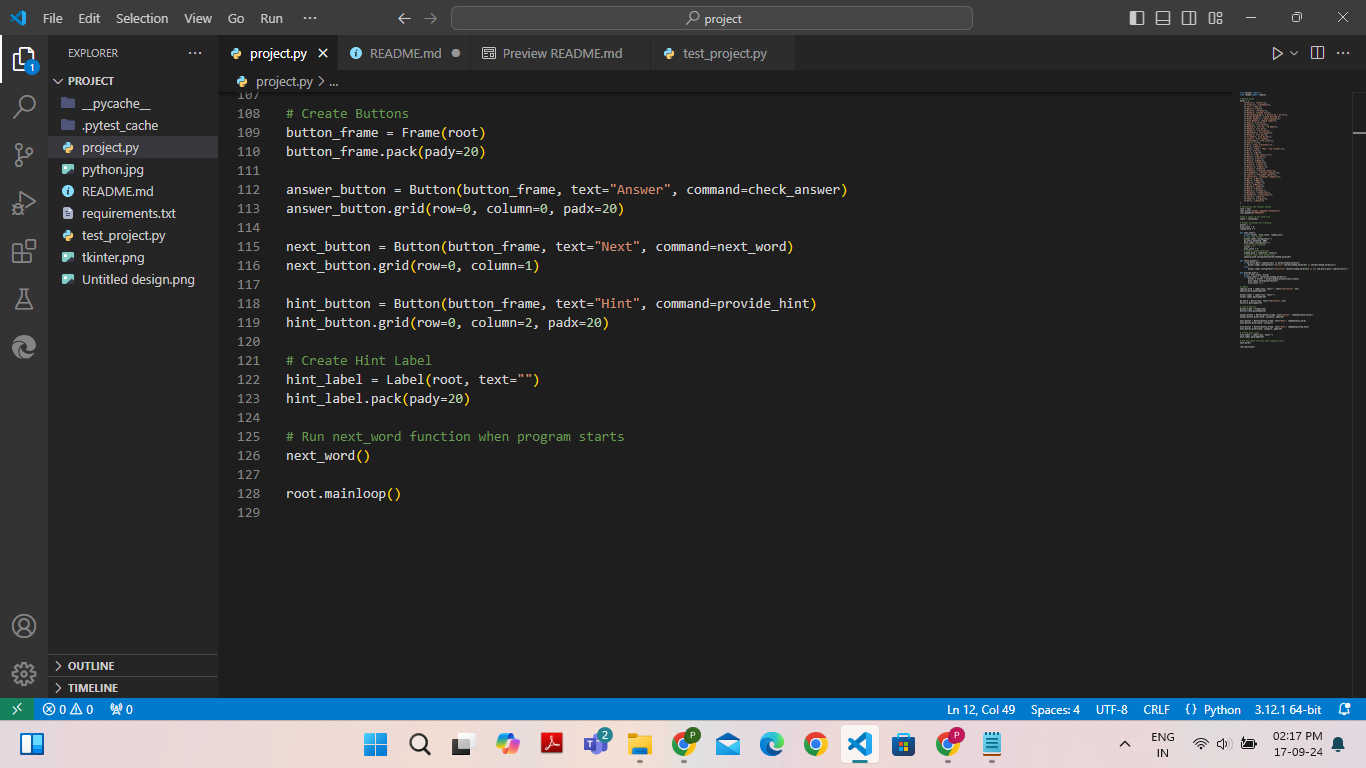 File Edit Selection View Go Run ··· project
EXPLORER ···
PROJECT
__pycache__
.pytest_cache
project.py
python.jpg
README.md
requirements.txt
test_project.py
tkinter.png
Untitled design.png
OUTLINE
TIMELINE
1
project.py README.md Preview README.md test_project.py
project.py > ...
107
108 # Create Buttons
109 button_frame = Frame(root)
110 button_frame.pack(pady=20)
111
112 answer_button = Button(button_frame, text="Answer", command=check_answer)
113 answer_button.grid(row=0, column=0, padx=20)
114
115 next_button = Button(button_frame, text="Next", command=next_word)
116 next_button.grid(row=0, column=1)
117
118 hint_button = Button(button_frame, text="Hint", command=provide_hint)
119 hint_button.grid(row=0, column=2, padx=20)
120
121 # Create Hint Label
122 hint_label = Label(root, text="")
123 hint_label.pack(pady=20)
124
125 # Run next_word function when program starts
126 next_word()
127
128 root.mainloop()
129
0 0 0 Ln 12, Col 49 Spaces: 4 UTF-8 CRLF {} Python 3.12.1 64-bit
2 P P ENG 02:17 PM
IN 17-09-24